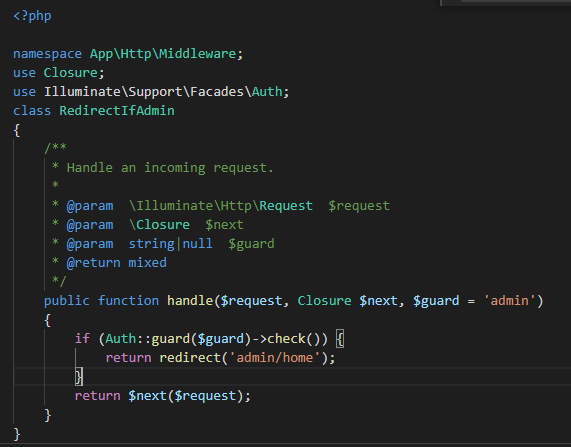 <?php
namespace App\Http\Middleware;
use Closure;
use Illuminate\Support\Facades\Auth;
class RedirectIfAdmin
{
    /**
     * Handle an incoming request.
     *
     * @param  \Illuminate\Http\Request  $request
     * @param  \Closure  $next
     * @param  string|null  $guard
     * @return mixed
     */
    public function handle($request, Closure $next, $guard = 'admin')
    {
        if (Auth::guard($guard)->check()) {
            return redirect('admin/home');
        }
        return $next($request);
    }
}